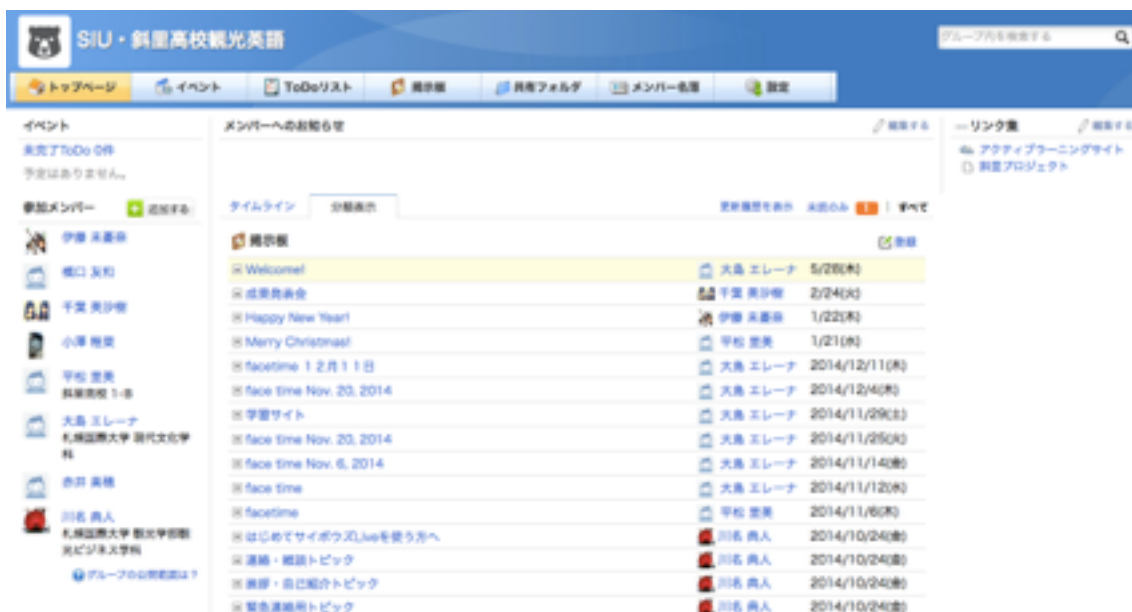 SIU・斜里高校観光英語
グループ内を検索する
トップページ
イベント
ToDoリスト
掲示板
共有フォルダ
メンバー名簿
設定
イベント
未完了ToDo 0件
予定はありません。
参加メンバー
追加する
伊藤
橋口 友和
千葉 美沙樹
小澤
平松 里美
斜里高校 1-B
大島 エレーナ
札幌国際大学 現代文化学
科
赤井 美穂
川名 典人
札幌国際大学 観光学部観
光ビジネス学科
グループの公開範囲は？
メンバーへのお知らせ
編集する
タイムライン
分類表示
更新履歴を表示
未読のみ 1
すべて
掲示板
登録
Welcome! 大島 エレーナ 5/28(木)
成果発表会 千葉 美沙樹 2/24(火)
Happy New Year! 伊藤 1/22(木)
Merry Christmas! 平松 里美 1/21(水)
facetime １２月１１日 大島 エレーナ 2014/12/11(木)
face time Nov. 20, 2014 大島 エレーナ 2014/12/4(木)
学習サイト 大島 エレーナ 2014/11/29(土)
face time Nov. 20, 2014 大島 エレーナ 2014/11/25(火)
face time Nov. 6, 2014 大島 エレーナ 2014/11/14(金)
face time 大島 エレーナ 2014/11/12(水)
facetime 平松 里美 2014/11/6(木)
はじめてサイボウズLiveを使う方へ 川名 典人 2014/10/24(金)
連絡・雑談トピック 川名 典人 2014/10/24(金)
挨拶・自己紹介トピック 川名 典人 2014/10/24(金)
緊急連絡用トピック 川名 典人 2014/10/24(金)
リンク集
編集する
アクティブラーニングサイト
斜里プロジェクト